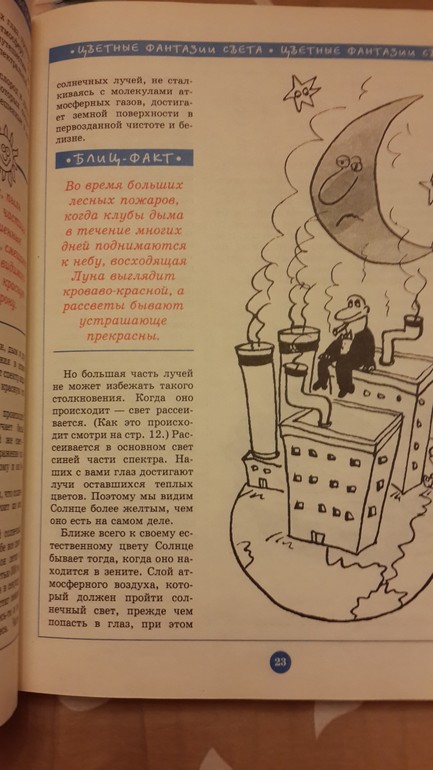 • ЦВЕТНЫЕ ФАНТАЗИИ СВЕТА • ЦВЕТНЫЕ ФАНТАЗИИ
солнечных лучей, не стал-
киваясь с молекулами ат-
мосферных газов, достига-
ет земной поверхности в
первозданной чистоте и бе-
лизне.
• БЛИЦ-ФАКТ •
Во время больших
лесных пожаров,
когда клубы дыма
в течение многих
дней поднимаются
к небу, восходящая
Луна выглядит
кроваво-красной, а
рассветы бывают
устрашающе
прекрасны.
Но большая часть лучей
не может избежать такого
столкновения. Когда оно
происходит — свет рассеи-
вается. (Как это происхо-
дит смотри на стр. 12.) Рас-
сеивается в основном свет
синей части спектра. На-
ших с вами глаз достигают
лучи оставшихся теплых
цветов. Поэтому мы видим
Солнце более желтым, чем
оно есть на самом деле.
Ближе всего к своему ес-
тественному цвету Солнце
бывает тогда, когда оно на-
ходится в зените. Слой ат-
мосферного воздуха, кото-
рый должен пройти сол-
нечный свет, прежде чем
попасть в глаз, при этом
23